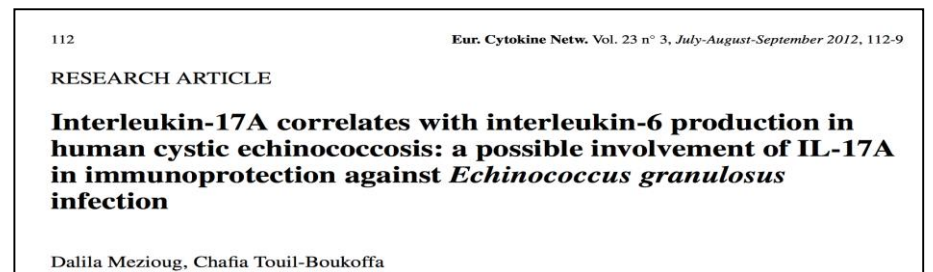 112
Eur. Cytokine Netw. Vol. 23 n° 3, July-August-September 2012, 112-9
RESEARCH ARTICLE
Interleukin-17A correlates with interleukin-6 production in
human cystic echinococcosis: a possible involvement of IL-17A
in immunoprotection against Echinococcus granulosus
infection
Dalila Mezioug, Chafia Touil-Boukoffa